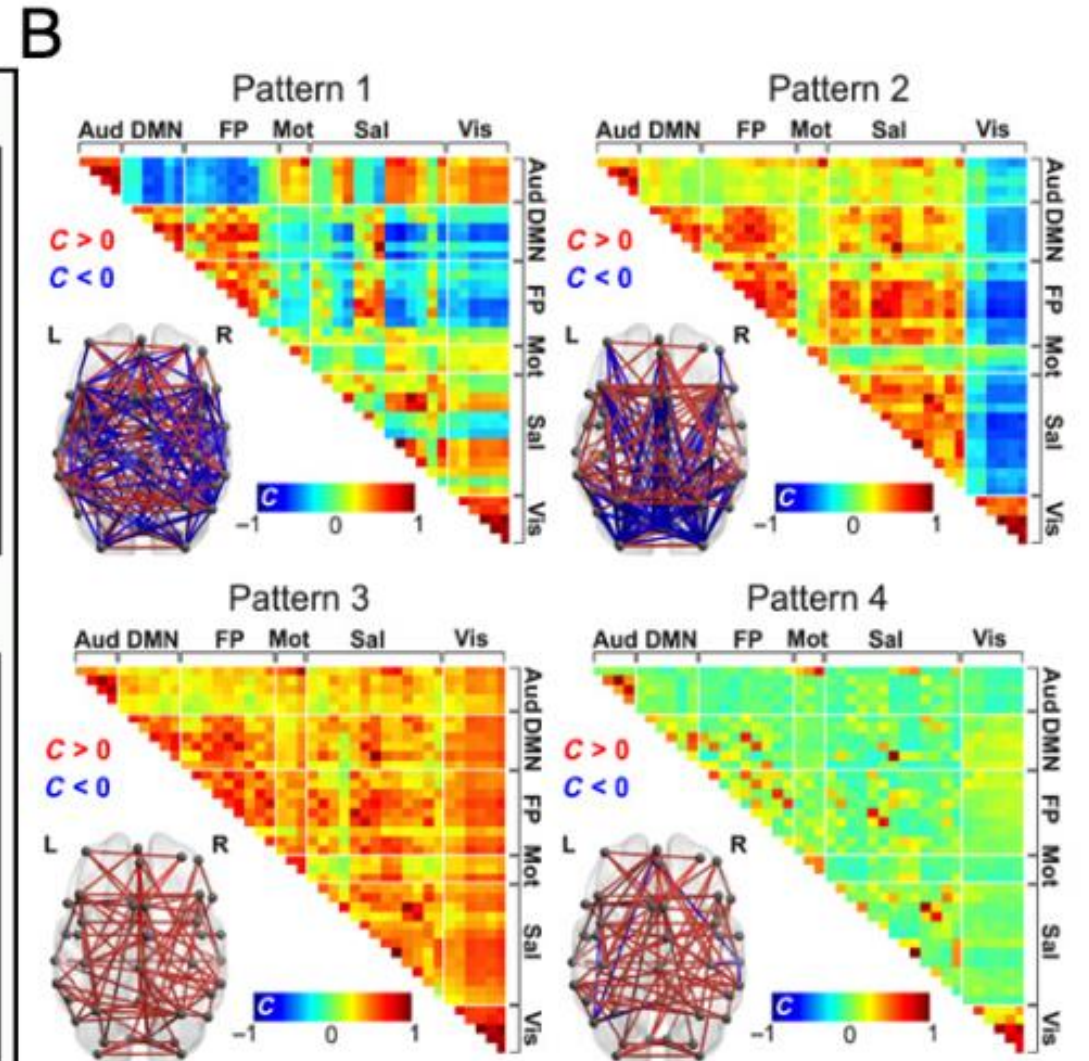 B
Pattern 1
Aud DMN FP Mot Sal Vis
Aud DMN FP Mot Sal Vis
C > 0
C < 0
L R
C
−1 0 1
Pattern 2
Aud DMN FP Mot Sal Vis
Aud DMN FP Mot Sal Vis
C > 0
C < 0
L R
C
−1 0 1
Pattern 3
Aud DMN FP Mot Sal Vis
Aud DMN FP Mot Sal Vis
C > 0
C < 0
L R
C
−1 0 1
Pattern 4
Aud DMN FP Mot Sal Vis
Aud DMN FP Mot Sal Vis
C > 0
C < 0
L R
C
−1 0 1